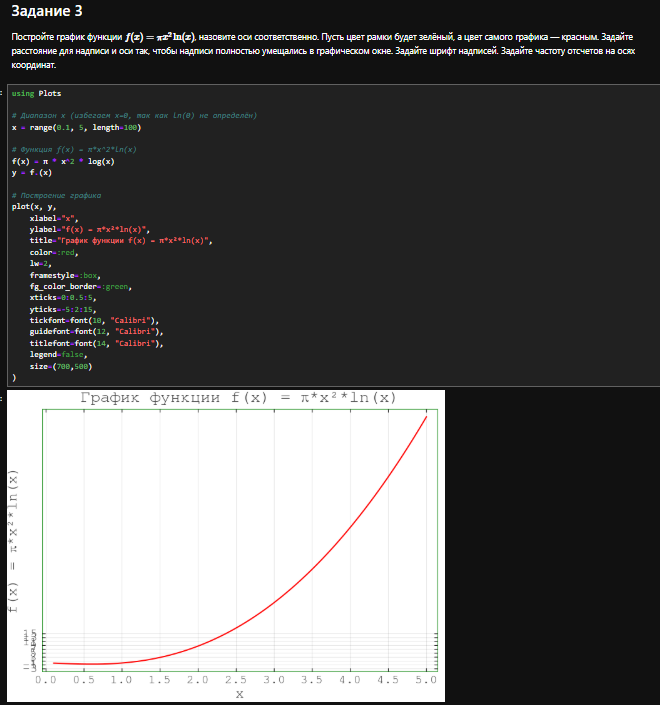 Задание 3
Постройте график функции f(x) = πx²ln(x), назовите оси соответственно. Пусть цвет рамки будет зелёный, а цвет самого графика — красным. Задайте
расстояние для надписи и оси так, чтобы надписи полностью умещались в графическом окне. Задайте шрифт надписей. Задайте частоту отсчетов на осях
координат.
using Plots
# Диапазон x (избегаем x=0, так как ln(0) не определён)
x = range(0.1, 5, length=100)
# Функция f(x) = π*x^2*ln(x)
f(x) = π * x^2 * log(x)
y = f.(x)
# Построение графика
plot(x, y,
xlabel="x",
ylabel="f(x) = π*x²*ln(x)",
title="График функции f(x) = π*x²*ln(x)",
color=:red,
lw=2,
framestyle=:box,
fg_color_border=:green,
xticks=0:0.5:5,
yticks=-5:2:15,
tickfont=font(10, "Calibri"),
guidefont=font(12, "Calibri"),
titlefont=font(14, "Calibri"),
legend=false,
size=(700,500)
)
График функции f(x) = π*x²*ln(x)
f(x) = π*x²*ln(x)
0.0 0.5 1.0 1.5 2.0 2.5 3.0 3.5 4.0 4.5 5.0
x